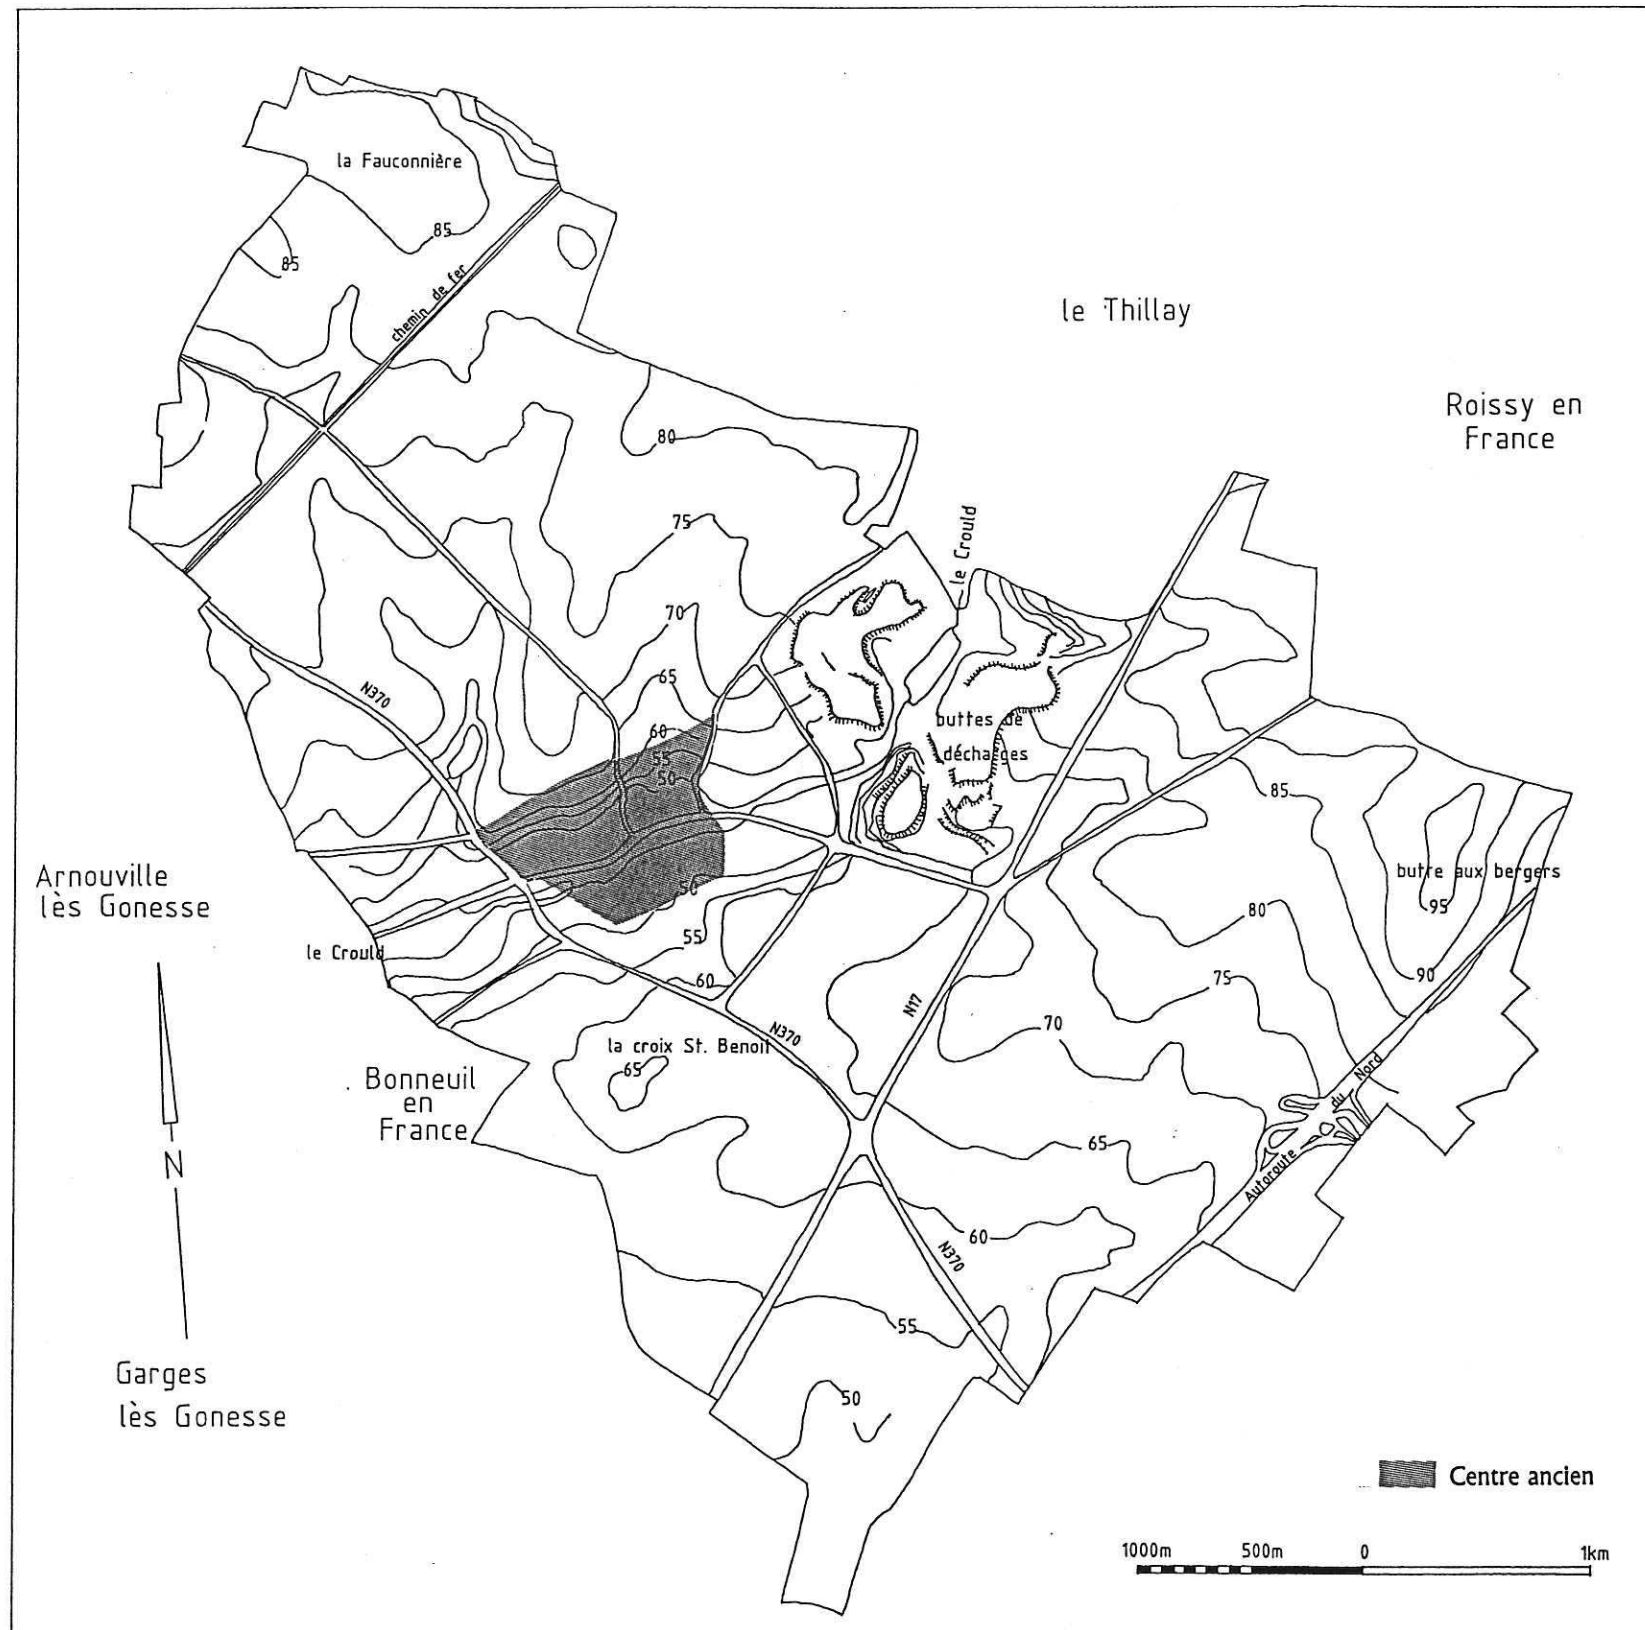 la Fauconnière
85
85
chemin de fer
le Thillay
Roissy en
France
80
75
le Crould
70
N370
65
60
55
50
buttes de
décharges
85
butte aux bergers
95
Arnouville
lès Gonesse
80
50
55
le Crould
60
90
75
N17
70
N370
la croix St. Benoit
65
Bonneuil
en
France
Autoroute du Nord
65
N
60
N370
55
Garges
lès Gonesse
50
Centre ancien
1000m 500m 0 1km